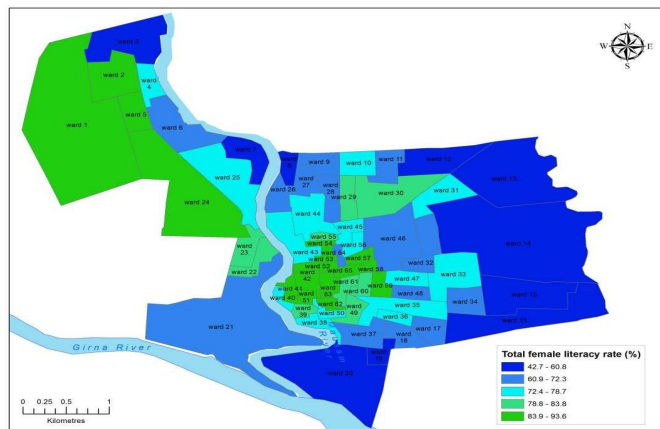 N
W E
S
ward 3
ward 2
ward
4
ward 1
ward 5
ward 6
ward 7
ward
8
ward 9
ward 10
ward 11
ward 12
ward 13
ward 25
ward 26
ward
27
ward
28
ward 29
ward 30
ward 31
ward 24
ward 44
ward 45
ward 46
ward 14
ward 55
ward 54
ward 56
ward 43
ward 64
ward 53
ward 57
ward 32
ward
23
ward 22
ward 52
ward
42
ward 65
ward 58
ward 47
ward 33
ward 61
ward 41
ward 40
ward
51
ward
63
ward 60
ward 59
ward 48
ward 15
ward 34
ward 62
ward
39
ward 50
ward
49
ward 35
ward 36
ward 38
ward 16
ward 21
ward 37
ward
18
ward 17
ward 20
Girna River
River
0 0.25 0.5 1
Kilometres
Total female literacy rate (%)
42.7 - 60.8
60.9 - 72.3
72.4 - 78.7
78.8 - 83.8
83.9 - 93.6